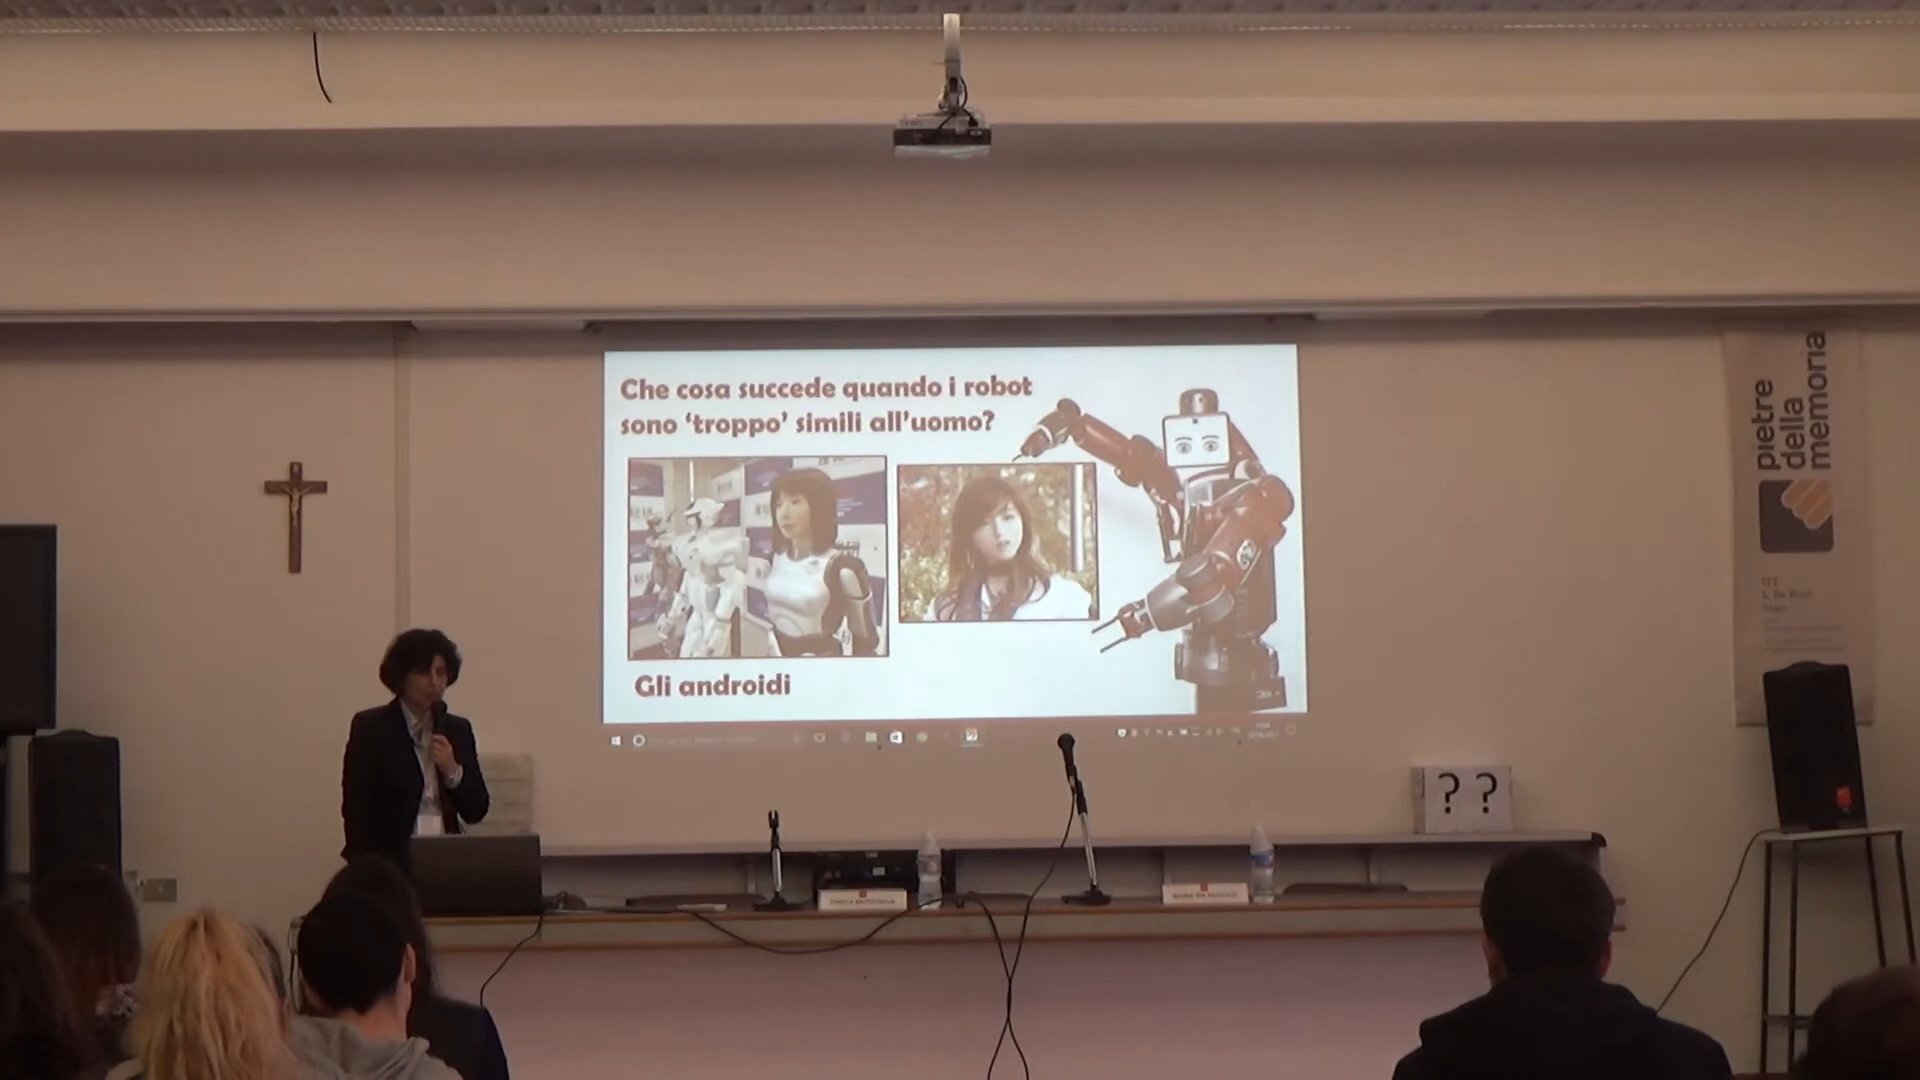 Che cosa succede quando i robot
sono ‘troppo’ simili all’uomo?
Gli androidi
pietre
della
memoria
? ?